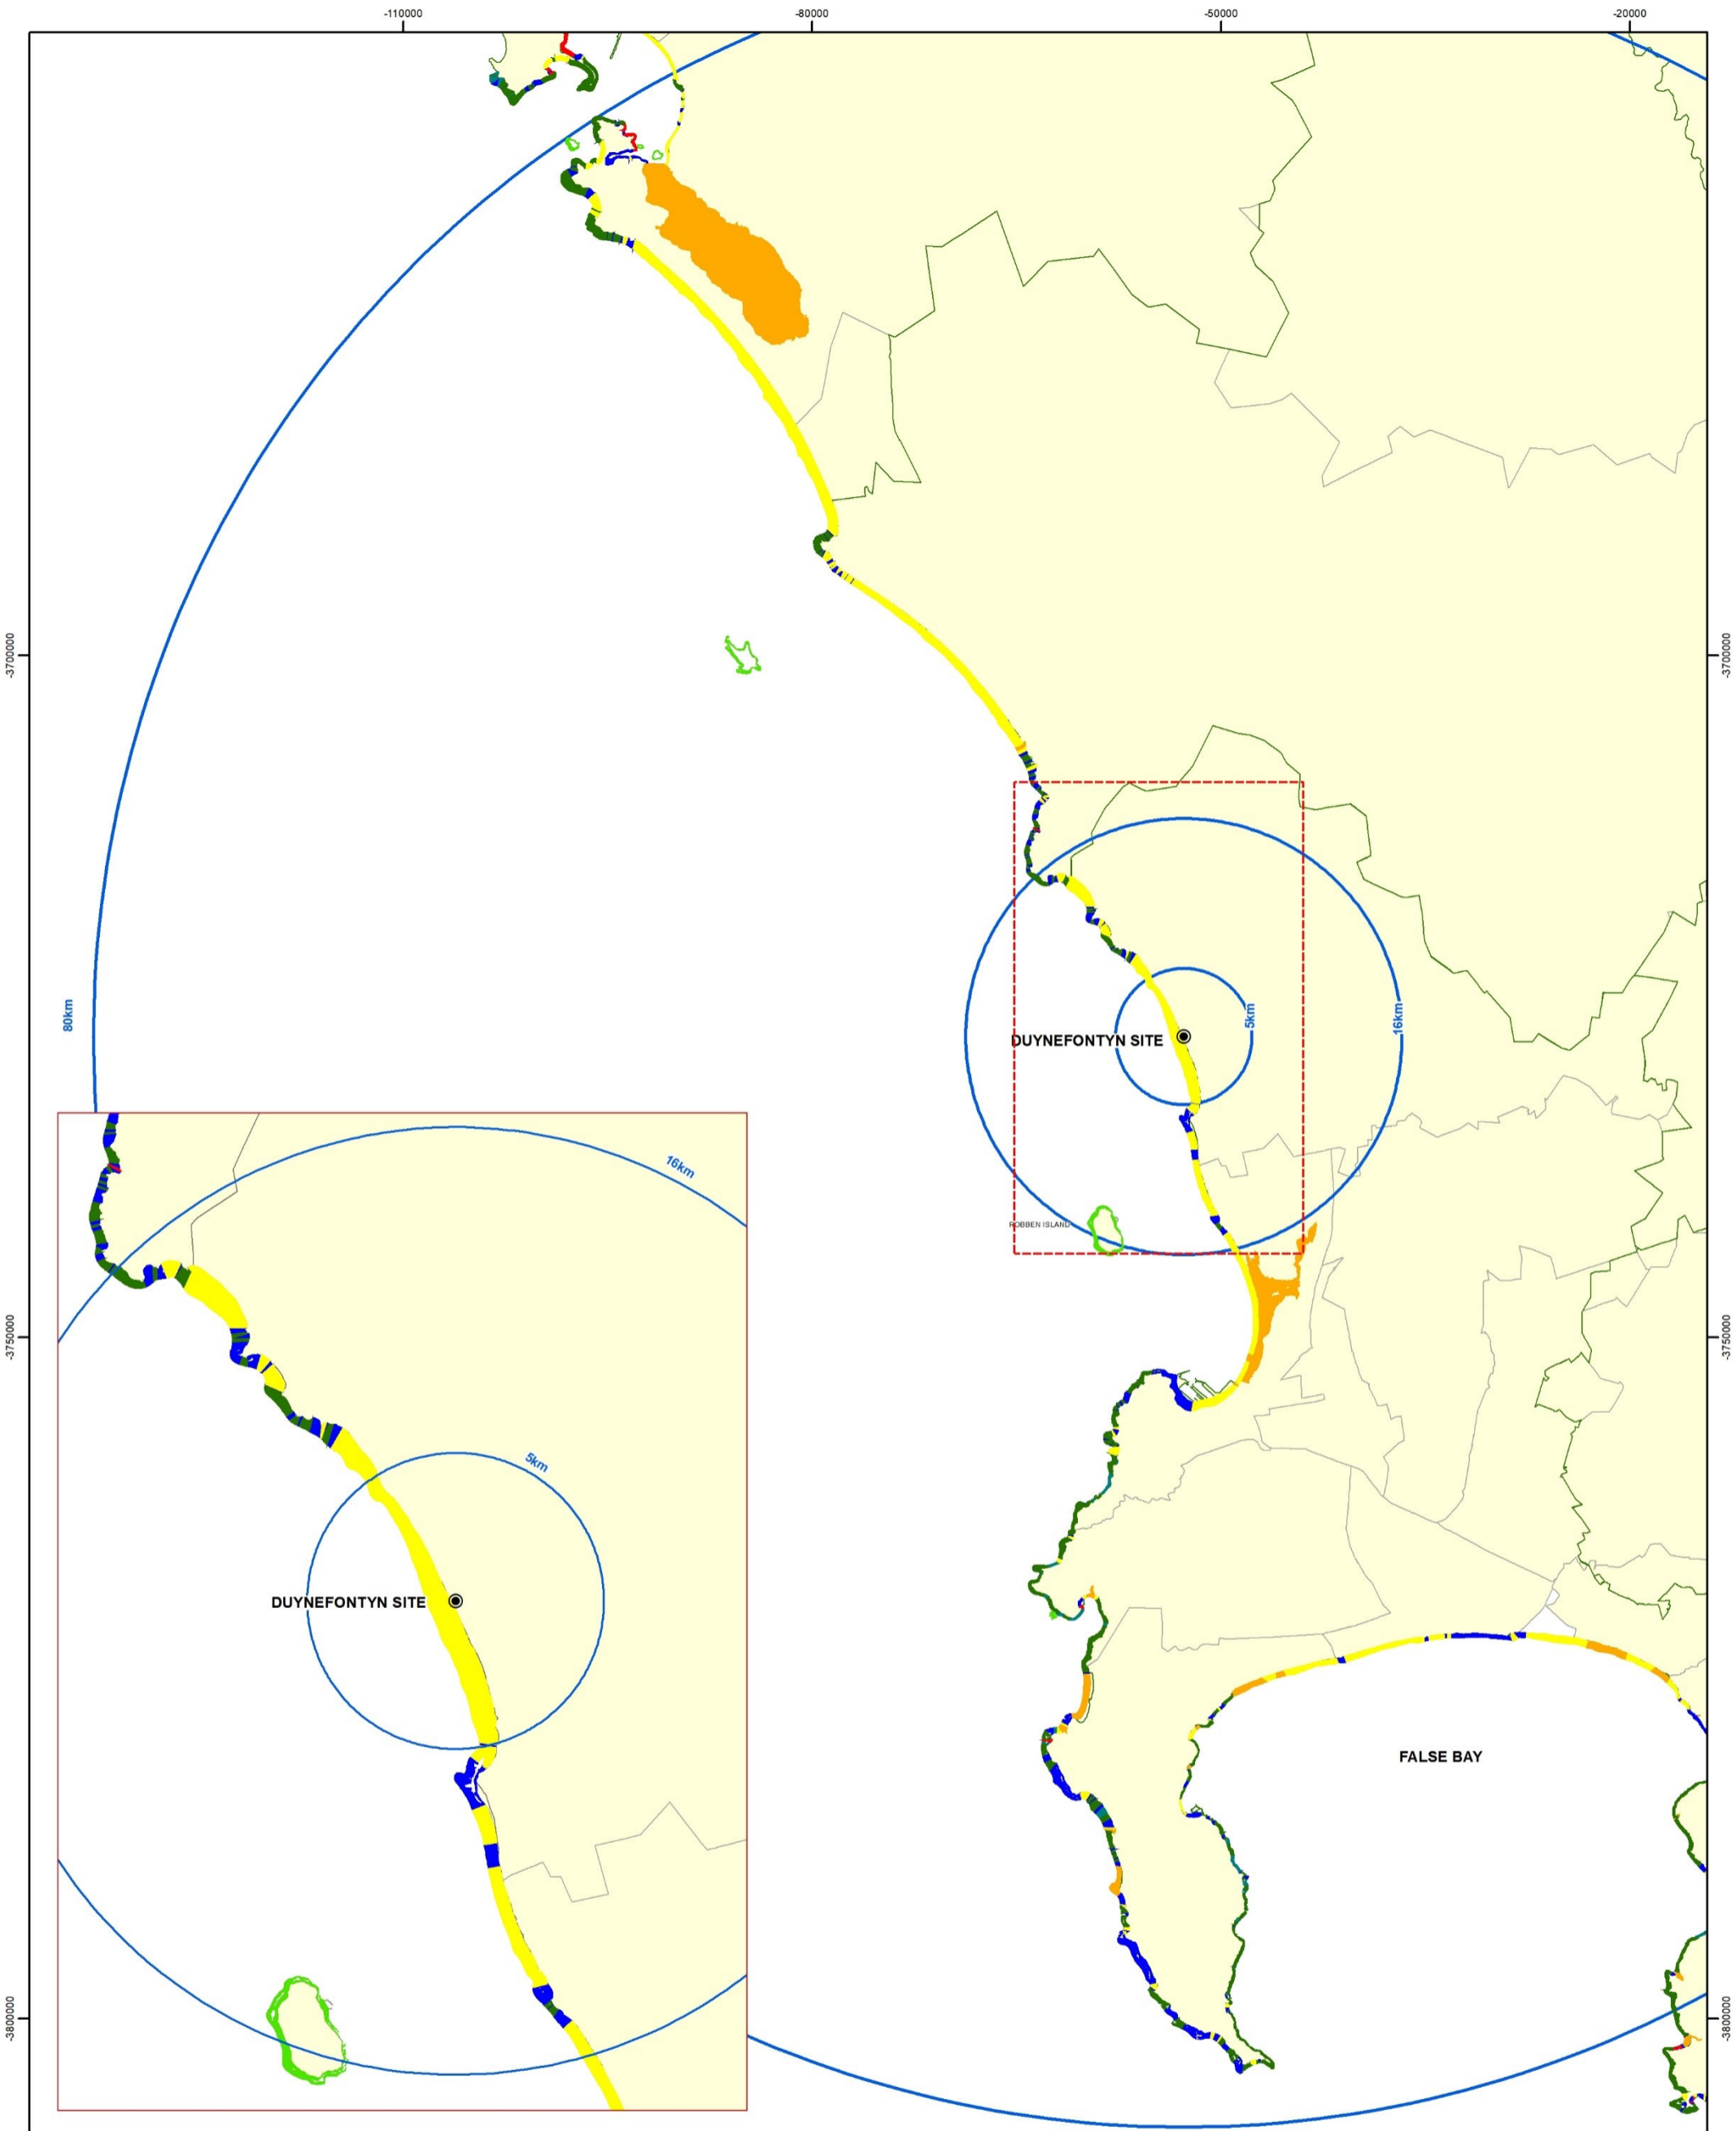 -110000
-80000
-50000
-20000
-3700000
-3700000
80km
5km
16km
DUYNEFONTYN SITE
16km
ROBBEN ISLAND
-3750000
-3750000
5km
DUYNEFONTYN SITE
FALSE BAY
-3800000
-3800000